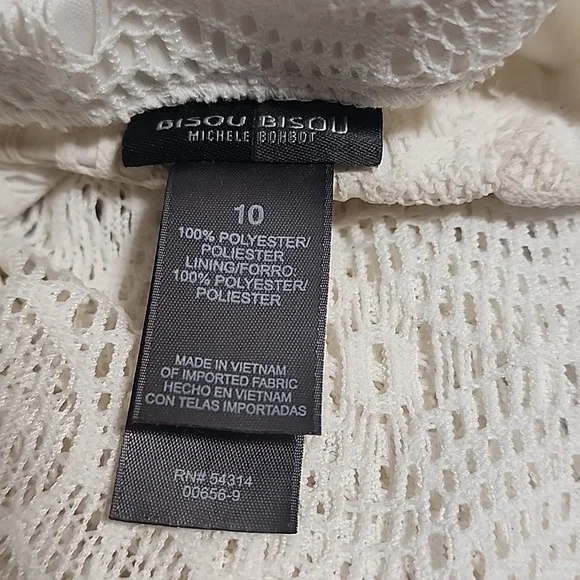 BISOU BISOU
MICHELE BOHBOT
10
100% POLYESTER/
POLIESTER
LINING/FORRO:
100% POLYESTER/
POLIESTER
MADE IN VIETNAM
OF IMPORTED FABRIC
HECHO EN VIETNAM
CON TELAS IMPORTADAS
RN# 54314
00656-9